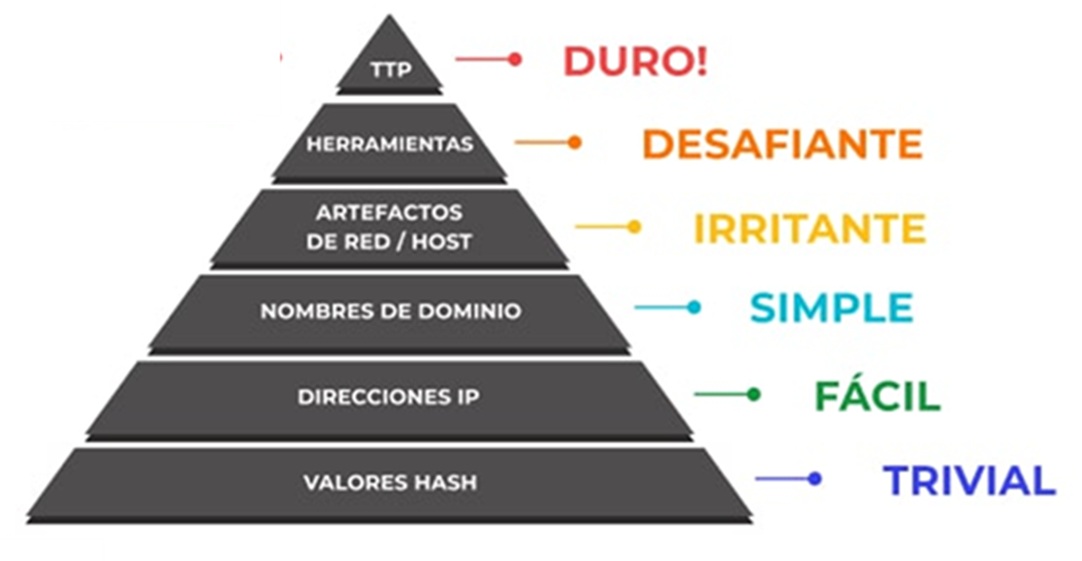 TTP
DURO!
HERRAMIENTAS
DESAFIANTE
ARTEFACTOS
DE RED / HOST
IRRITANTE
NOMBRES DE DOMINIO
SIMPLE
DIRECCIONES IP
FÁCIL
VALORES HASH
TRIVIAL